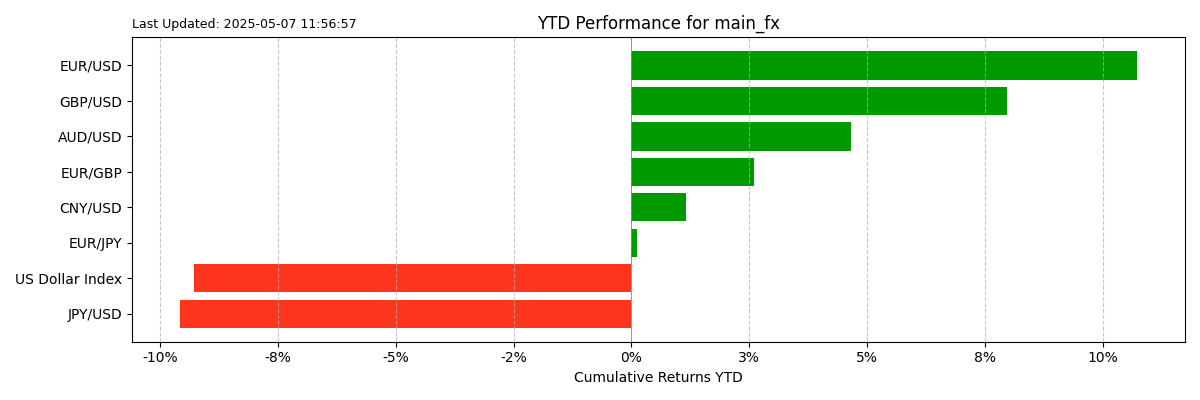 Last Updated: 2025-05-07 11:56:57
YTD Performance for main_fx
EUR/USD
GBP/USD
AUD/USD
EUR/GBP
CNY/USD
EUR/JPY
US Dollar Index
JPY/USD
-10% -8% -5% -2% 0% 3% 5% 8% 10%
Cumulative Returns YTD